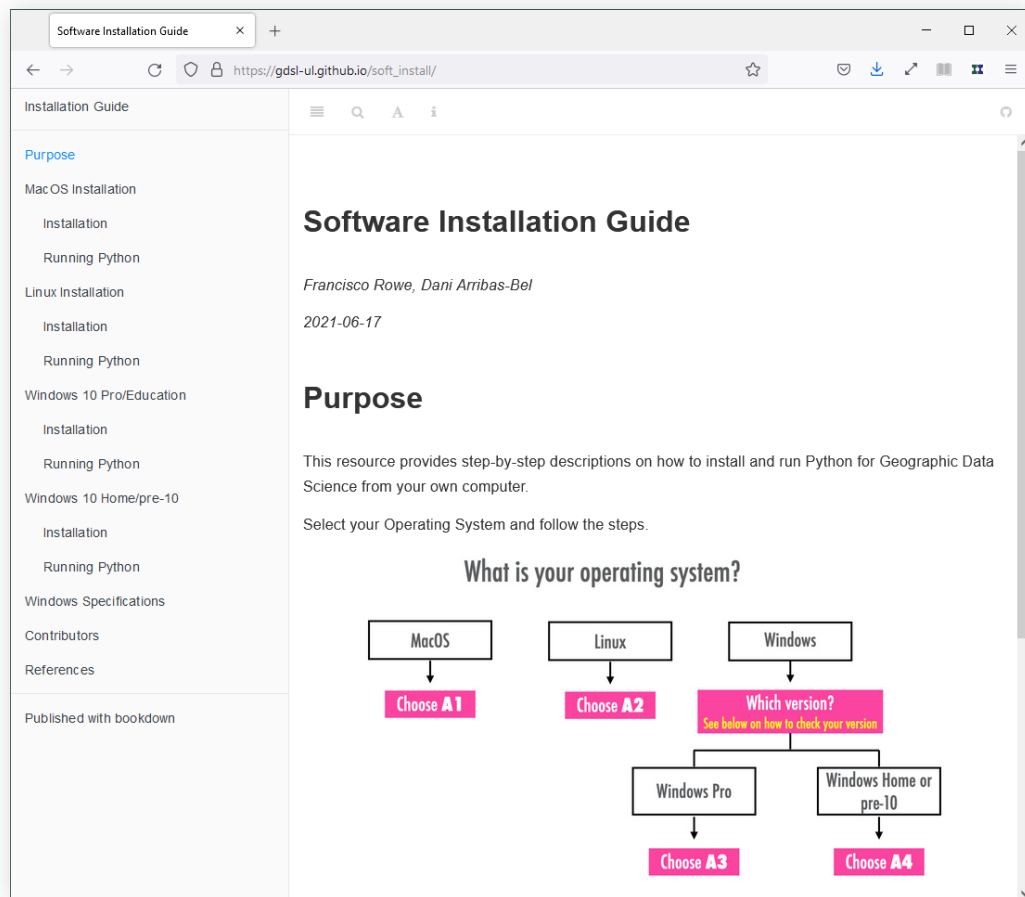 Software Installation Guide
https://gdsl-ul.github.io/soft_install/
Installation Guide
Purpose
MacOS Installation
Installation
Running Python
Linux Installation
Installation
Running Python
Windows 10 Pro/Education
Installation
Running Python
Windows 10 Home/pre-10
Installation
Running Python
Windows Specifications
Contributors
References
Published with bookdown
Software Installation Guide
Francisco Rowe, Dani Arribas-Bel
2021-06-17
Purpose
This resource provides step-by-step descriptions on how to install and run Python for Geographic Data
Science from your own computer.
Select your Operating System and follow the steps.
What is your operating system?
MacOS
Linux
Windows
Choose A1
Choose A2
Which version?
See below on how to check your version
Windows Pro
Windows Home or
pre-10
Choose A3
Choose A4